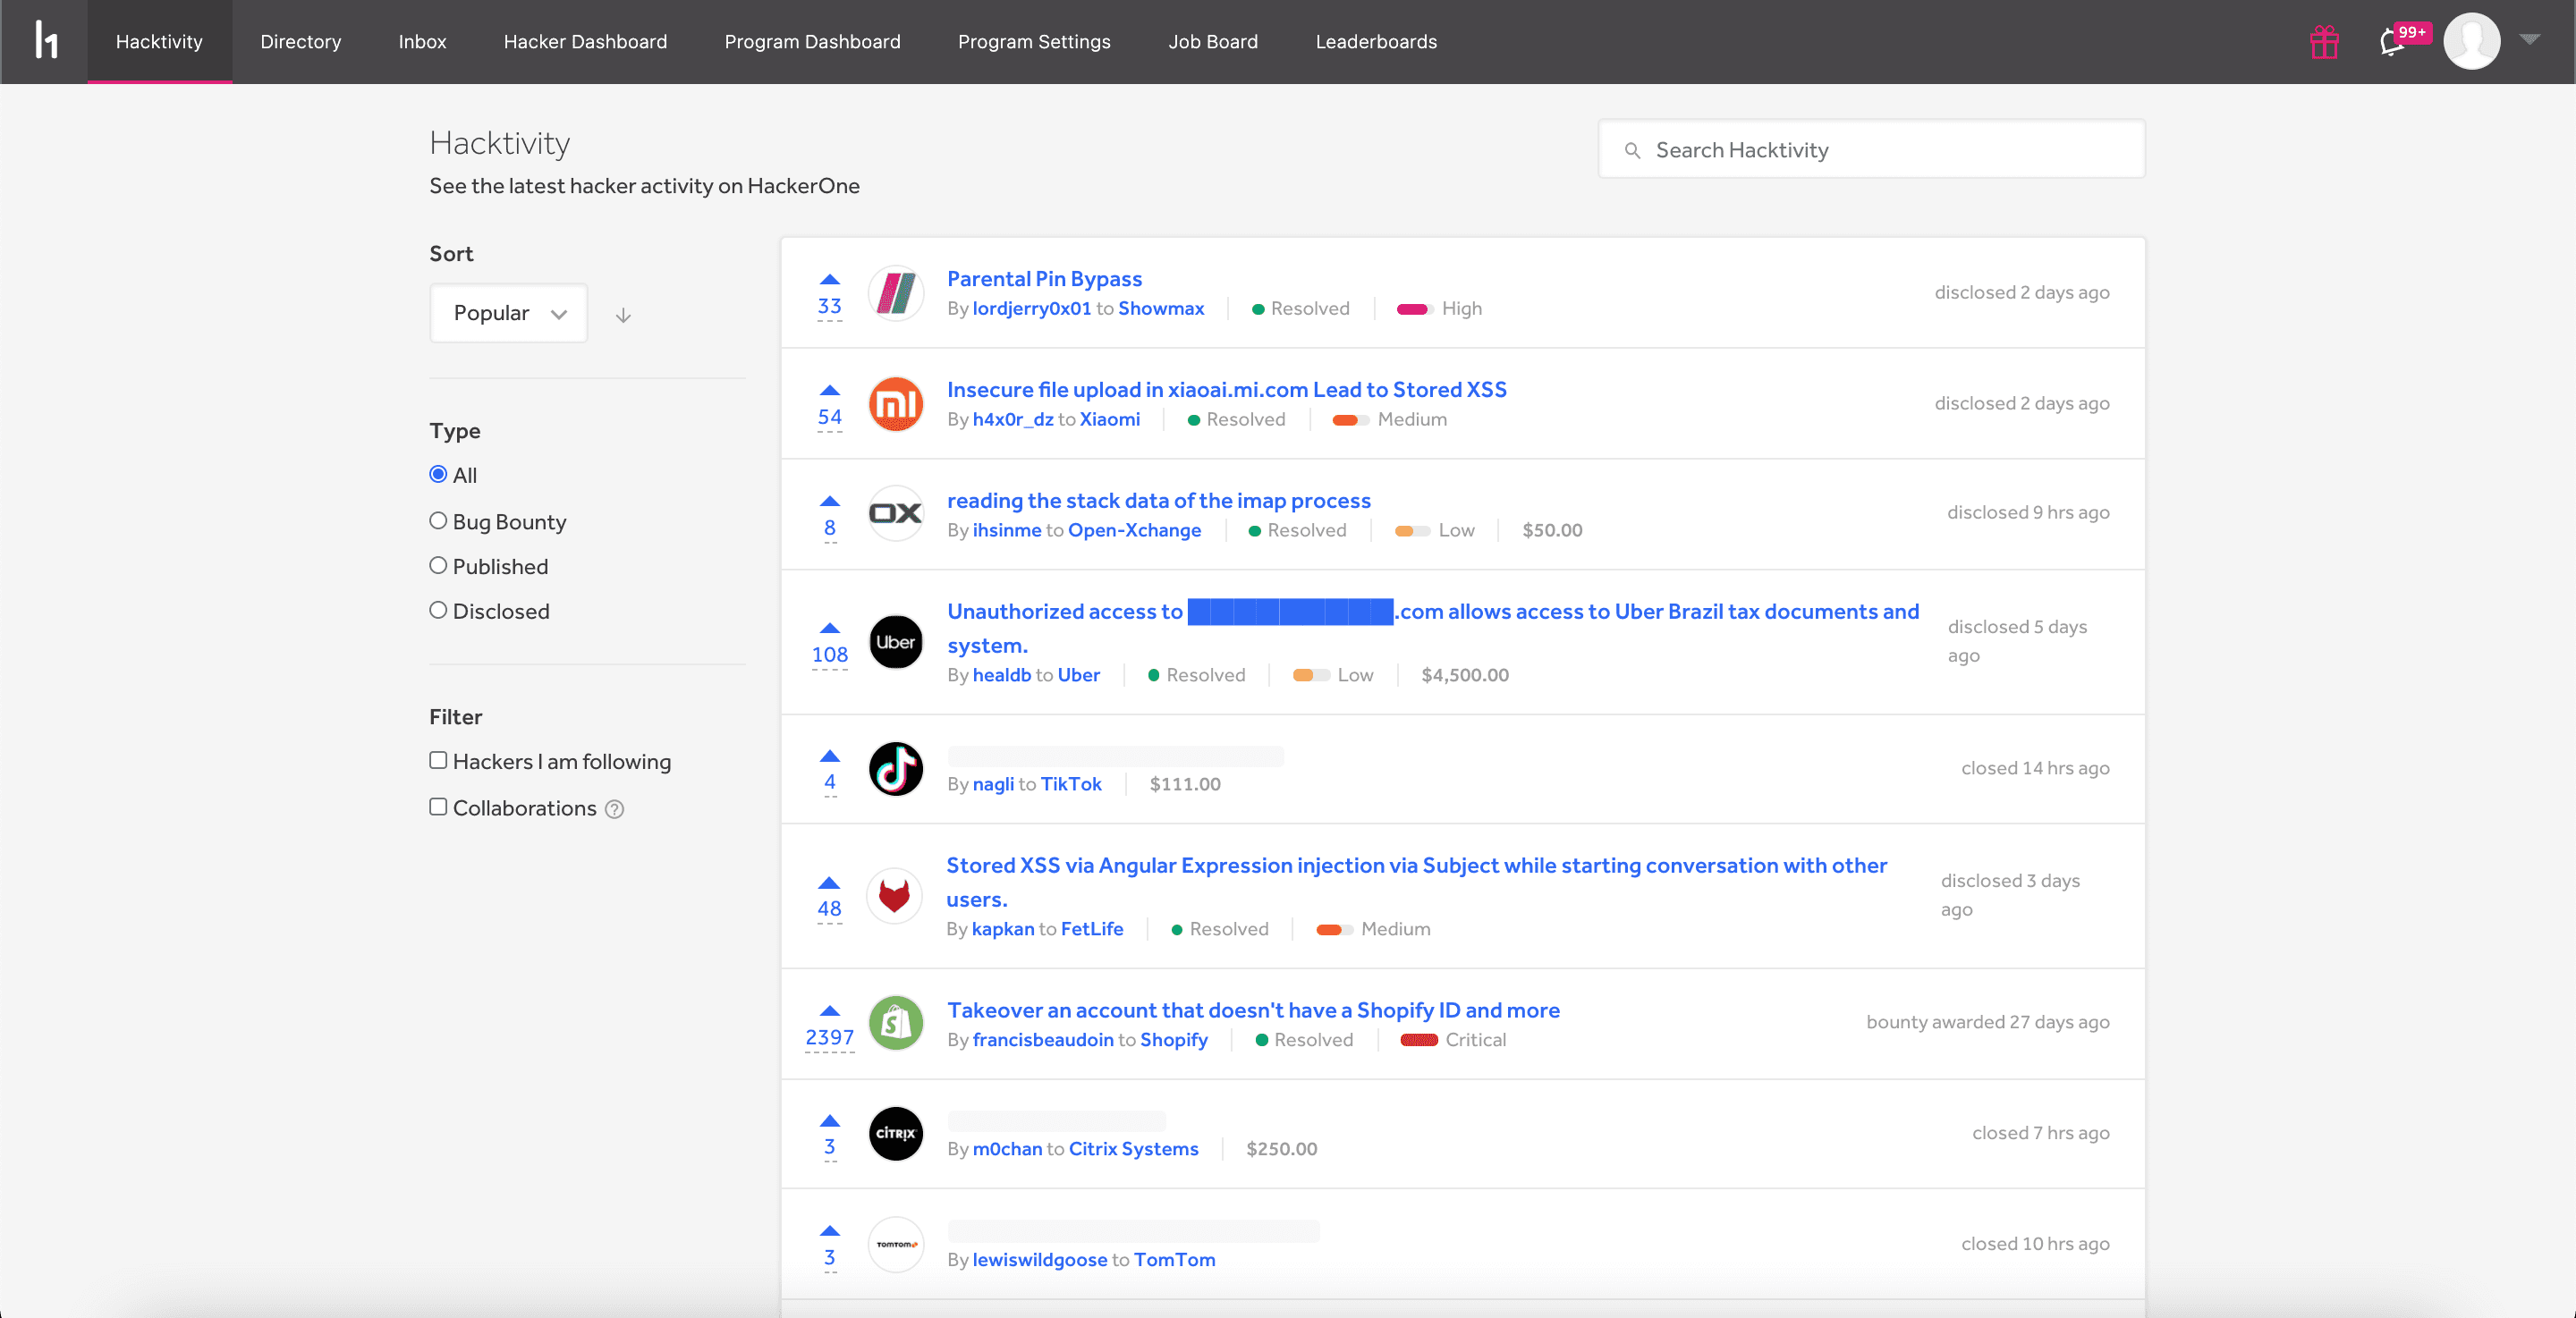 h1 Hacktivity Directory Inbox Hacker Dashboard Program Dashboard Program Settings Job Board Leaderboards 99+
Hacktivity
See the latest hacker activity on HackerOne
Search Hacktivity
Sort
Popular
Type
All
Bug Bounty
Published
Disclosed
Filter
Hackers I am following
Collaborations ?
33
Parental Pin Bypass
By lordjerry0x01 to Showmax Resolved High
disclosed 2 days ago
54
mi
Insecure file upload in xiaoai.mi.com Lead to Stored XSS
By h4x0r_dz to Xiaomi Resolved Medium
disclosed 2 days ago
8
OX
reading the stack data of the imap process
By ihsinme to Open-Xchange Resolved Low $50.00
disclosed 9 hrs ago
108
Uber
Unauthorized access to █████████.com allows access to Uber Brazil tax documents and
system.
By healdb to Uber Resolved Low $4,500.00
disclosed 5 days
ago
4
By nagli to TikTok $111.00
closed 14 hrs ago
48
Stored XSS via Angular Expression injection via Subject while starting conversation with other
users.
By kapkan to FetLife Resolved Medium
disclosed 3 days
ago
2397
Takeover an account that doesn't have a Shopify ID and more
By francisbeaudoin to Shopify Resolved Critical
bounty awarded 27 days ago
3
CITRIX
By m0chan to Citrix Systems $250.00
closed 7 hrs ago
3
TOMTOM
By lewiswildgoose to TomTom
closed 10 hrs ago